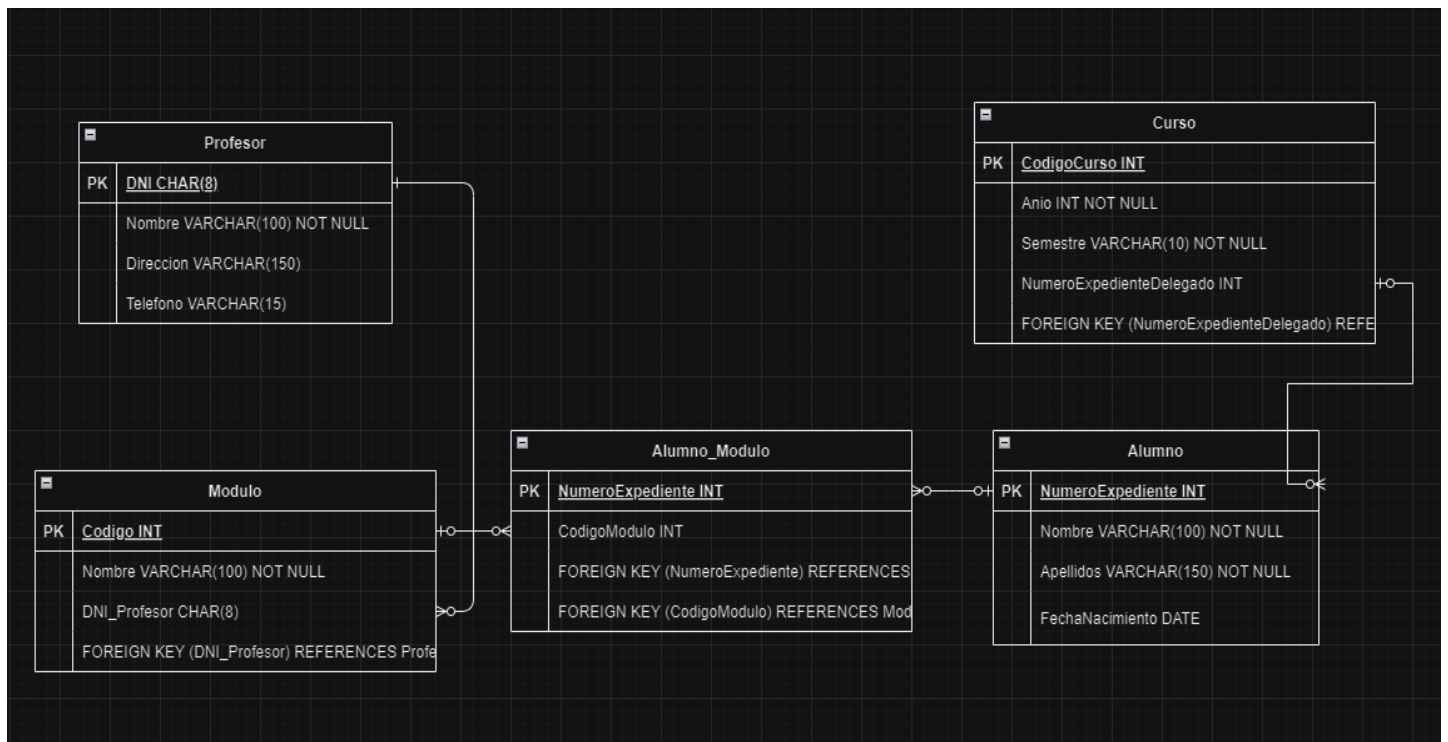 Profesor
PK DNI CHAR(8)
Nombre VARCHAR(100) NOT NULL
Direccion VARCHAR(150)
Telefono VARCHAR(15)
Curso
PK CodigoCurso INT
Anio INT NOT NULL
Semestre VARCHAR(10) NOT NULL
NumeroExpedienteDelegado INT
FOREIGN KEY (NumeroExpedienteDelegado) REFE
Modulo
PK Codigo INT
Nombre VARCHAR(100) NOT NULL
DNI_Profesor CHAR(8)
FOREIGN KEY (DNI_Profesor) REFERENCES Profe
Alumno_Modulo
PK NumeroExpediente INT
CodigoModulo INT
FOREIGN KEY (NumeroExpediente) REFERENCES
FOREIGN KEY (CodigoModulo) REFERENCES Mod
Alumno
PK NumeroExpediente INT
Nombre VARCHAR(100) NOT NULL
Apellidos VARCHAR(150) NOT NULL
FechaNacimiento DATE